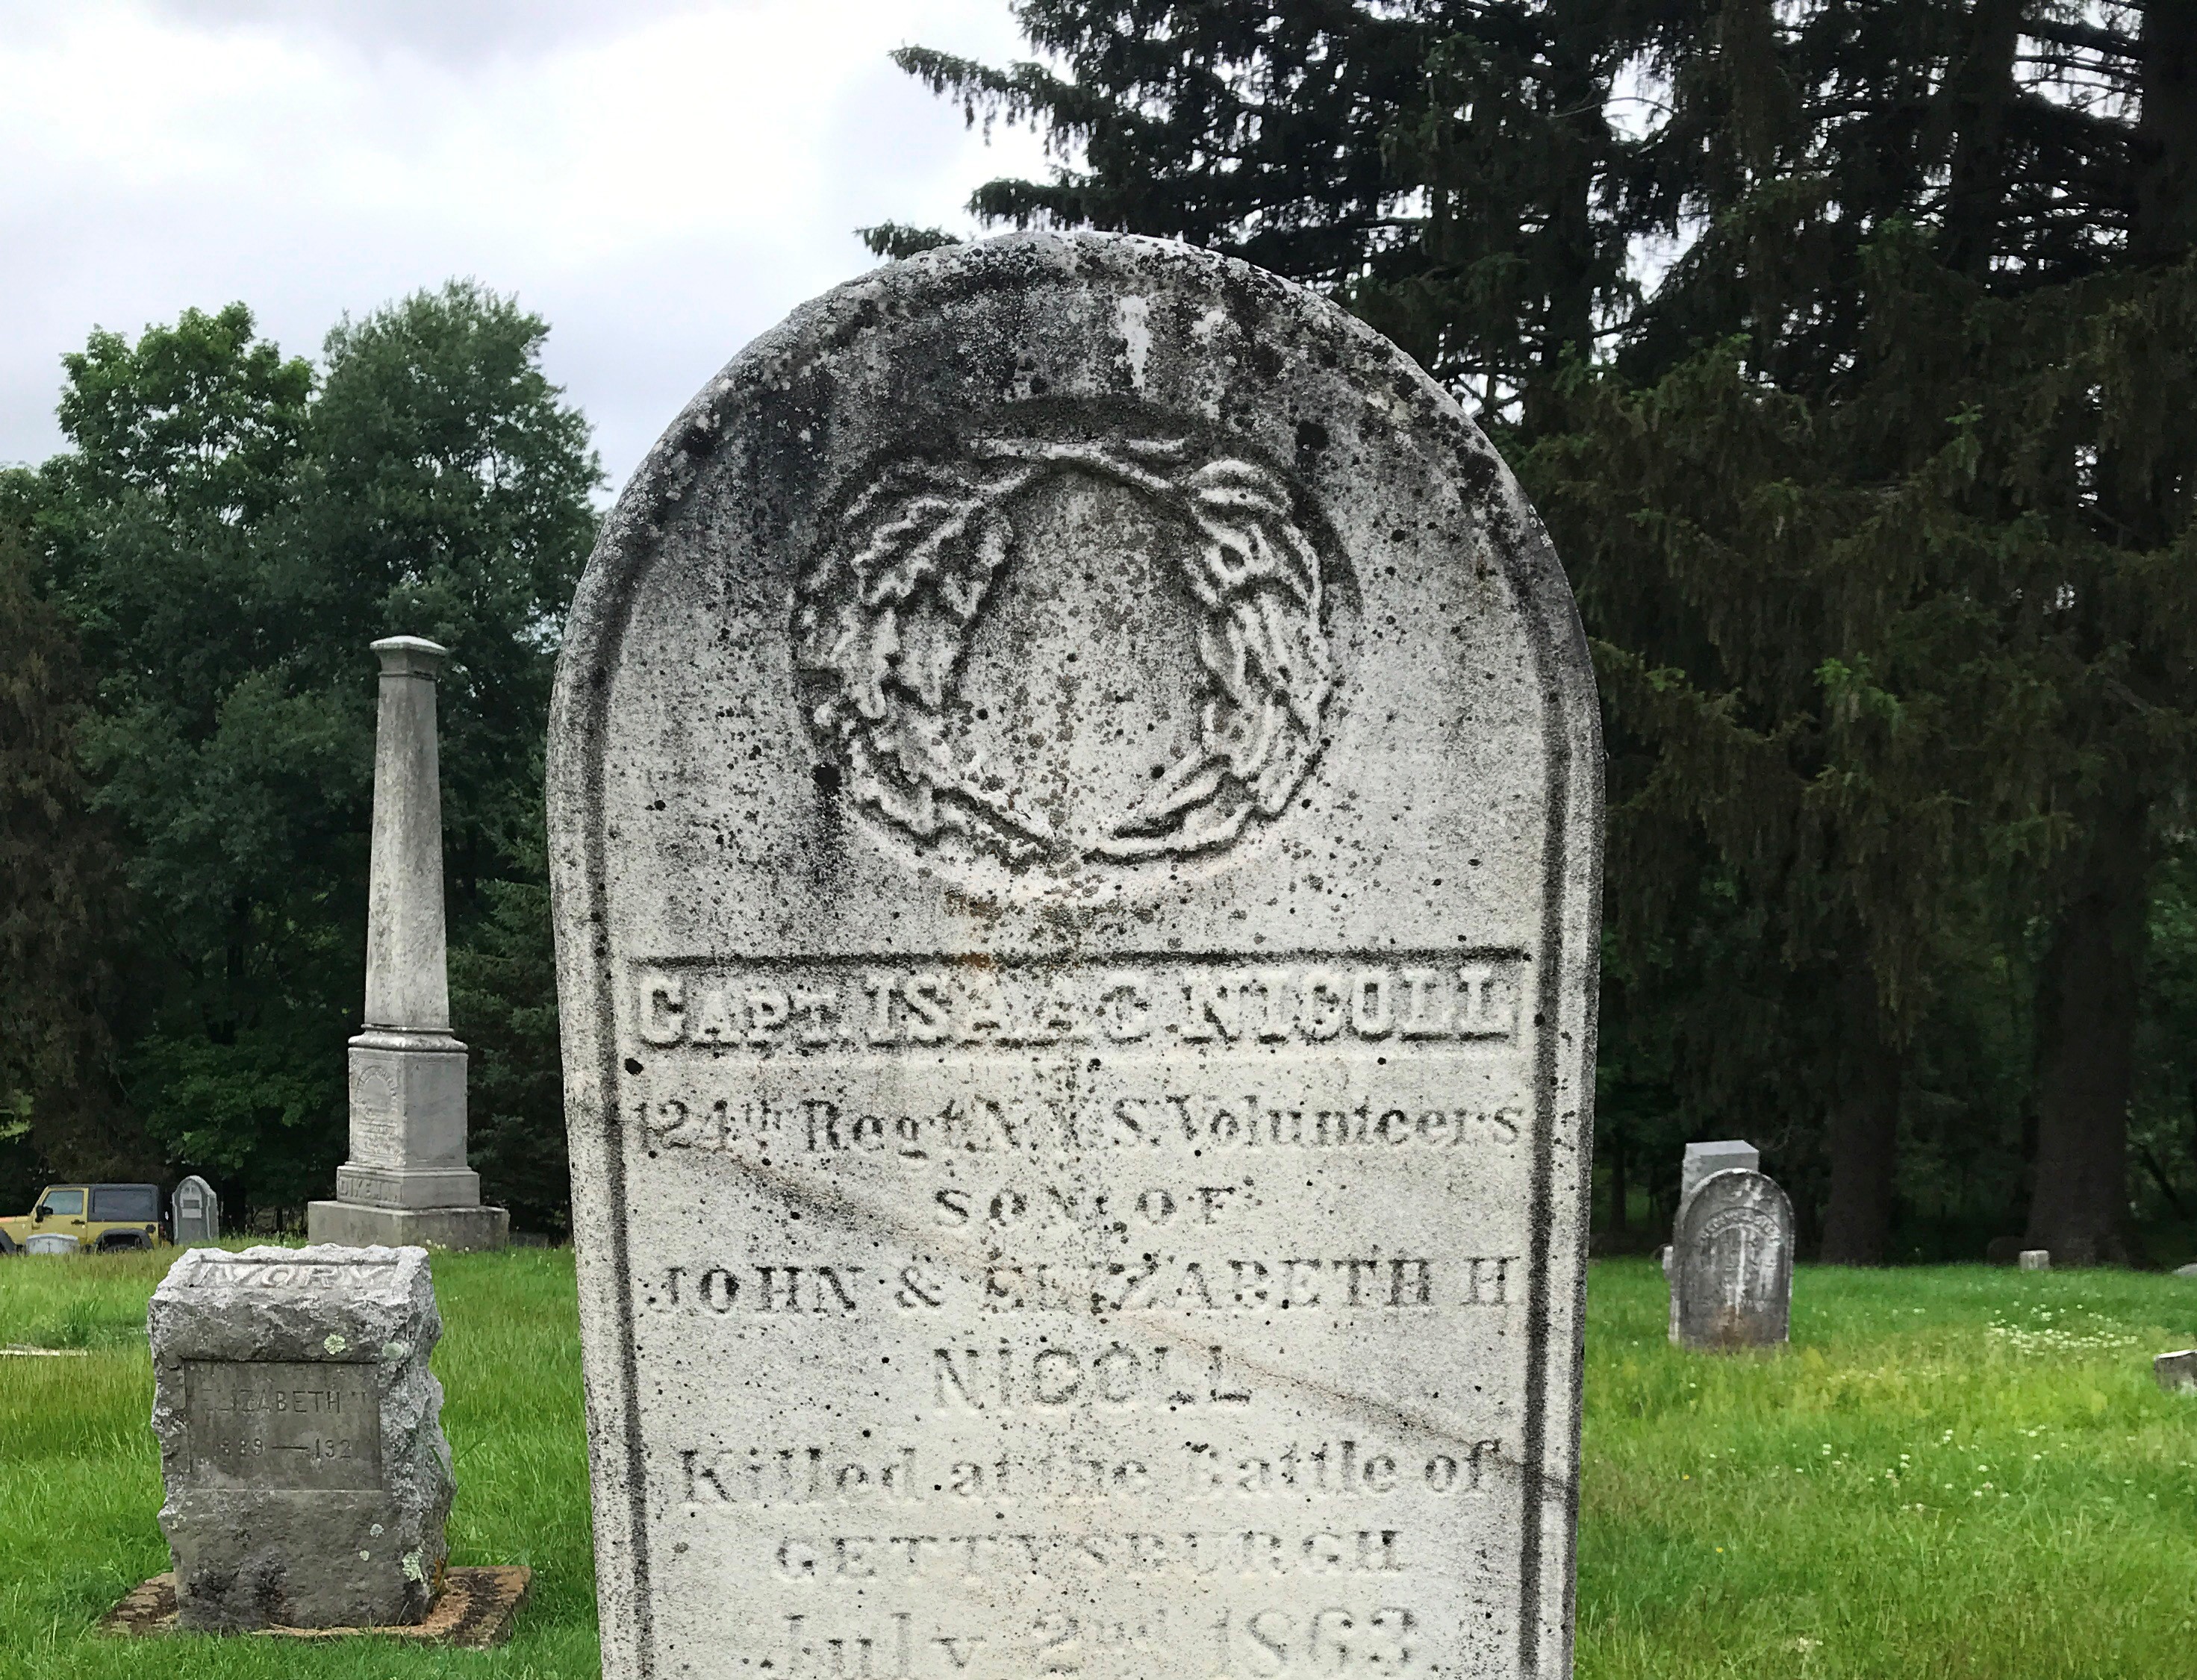 CAPT. ISAAC NICOLL
124th Regt. N.Y.S. Volunteers
SON OF
JOHN & ELIZABETH H
NICOLL
Killed at the Battle of
GETTYSBURGH
July 2nd 1863
IVORY
ELIZABETH